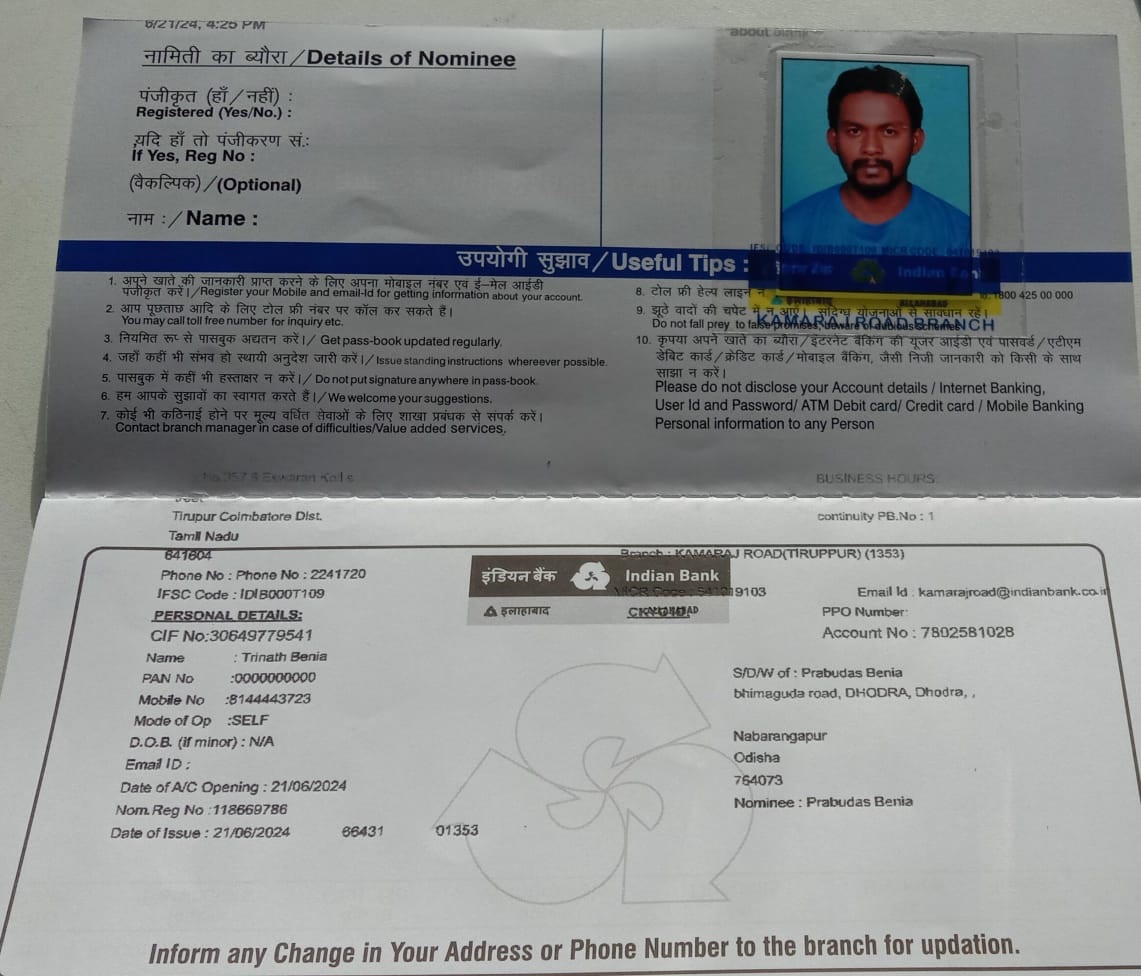 6/21/24, 4:25 PM
about:blank
नामिती का ब्यौरा/Details of Nominee
पंजीकृत (हाँ/नहीं) :
Registered (Yes/No.) :
यदि हाँ तो पंजीकरण सं:
If Yes, Reg No :
(वैकल्पिक)/(Optional)
नाम :/ Name :
उपयोगी सुझाव/Useful Tips :
1. अपने खाते की जानकारी प्राप्त करने के लिए अपना मोबाइल नंबर एवं ई-मेल आईडी
पंजीकृत करें।/Register your Mobile and email-Id for getting information about your account.
2. आप पूछताछ आदि के लिए टोल फ्री नंबर पर कॉल कर सकते हैं।
You may call toll free number for inquiry etc.
3. नियमित रूप से पासबुक अद्यतन करें।/ Get pass-book updated regularly.
4. जहाँ कहीं भी संभव हो स्थायी अनुदेश जारी करें।/Issue standing instructions whereever possible.
5. पासबुक में कहीं भी हस्ताक्षर न करें।/ Do not put signature anywhere in pass-book.
6. हम आपके सुझावों का स्वागत करते हैं।/We welcome your suggestions.
7. कोई भी कठिनाई होने पर मूल्य वर्धित सेवाओं के लिए शाखा प्रबंधक से संपर्क करें।
Contact branch manager in case of difficulties/Value added services,
IFSC CODE MICR CODE
Indian Bank
8. टोल फ्री हेल्प लाइन 1800 425 00 000
इलाहाबाद ALLAHABAD
9. झूठे वादों की चपेट में न आएं। संदिग्ध योजनाओं से सावधान रहें।
Do not fall prey to false promises, beware of dubious schemes
KAMARAJ ROAD BRANCH
10. कृपया अपने खाते का ब्यौरा/इंटरनेट बैंकिंग की यूजर आईडी एवं पासवर्ड/एटीएम
डेबिट कार्ड/क्रेडिट कार्ड/मोबाइल बैंकिंग, जैसी निजी जानकारी को किसी के साथ
साझा न करें।
Please do not disclose your Account details / Internet Banking,
User Id and Password/ ATM Debit card/ Credit card / Mobile Banking
Personal information to any Person
BUSINESS HOURS:
Tirupur Coimbatore Dist.
continuity PB.No : 1
Tamil Nadu
641604
Branch : KAMARAJ ROAD(TIRUPPUR) (1353)
Phone No : Phone No : 2241720
इंडियन बैंक Indian Bank
IFSC Code : IDIB000T109
MICR Code : 641019103
Email Id : kamarajroad@indianbank.co.in
इलाहाबाद ALLAHABAD
PERSONAL DETAILS:
PPO Number:
CIF No:30649779541
Account No : 7802581028
Name : Trinath Benia
PAN No :0000000000
S/D/W of : Prabudas Benia
Mobile No :8144443723
bhimaguda road, DHODRA, Dhodra, ,
Mode of Op :SELF
D.O.B. (if minor) : N/A
Nabarangapur
Email ID :
Odisha
Date of A/C Opening : 21/06/2024
764073
Nom.Reg No :118669786
Nominee : Prabudas Benia
Date of Issue : 21/06/2024 66431 01353
Inform any Change in Your Address or Phone Number to the branch for updation.